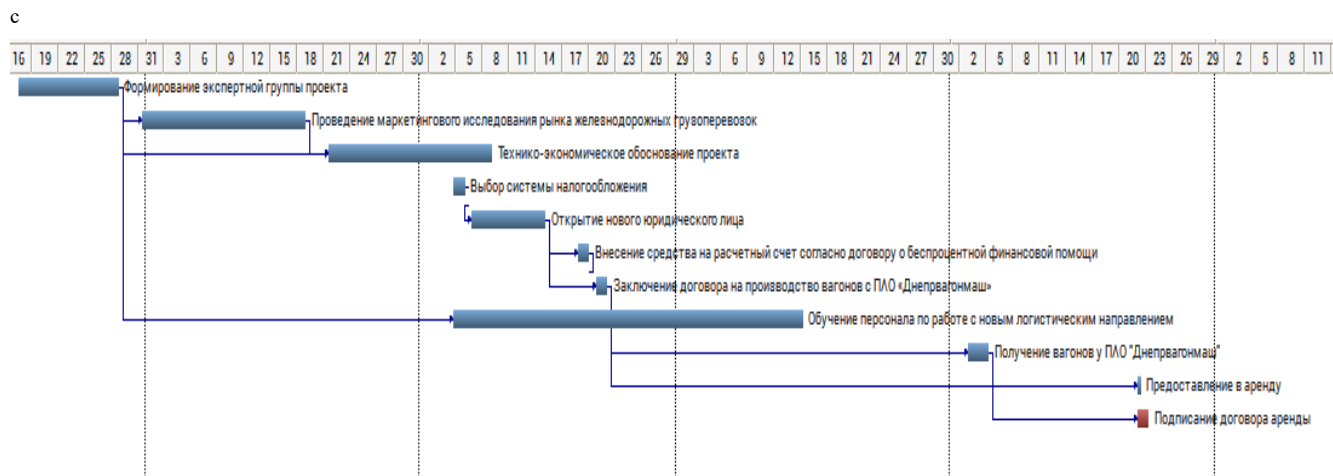 с
16 19 22 25 28 31 3 6 9 12 15 18 21 24 27 30 2 5 8 11 14 17 20 23 26 29 3 6 9 12 15 18 21 24 27 30 2 5 8 11 14 17 20 23 26 29 2 5 8 11
Формирование экспертной группы проекта
Проведение маркетингового исследования рынка железнодорожных грузоперевозок
Технико-экономическое обоснование проекта
Выбор системы налогообложения
Открытие нового юридического лица
Внесение средства на расчетный счет согласно договору о беспроцентной финансовой помощи
Заключение договора на производство вагонов с ПАО «Днепрвагонмаш»
Обучение персонала по работе с новым логистическим направлением
Получение вагонов у ПАО "Днепрвагонмаш"
Предоставление в аренду
Подписание договора аренды